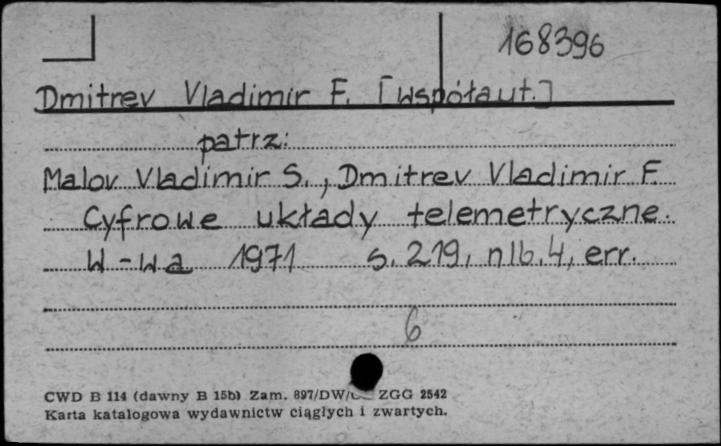 168396
Dmitrev Vladimir F. [współaut.]
patrz:
Malov Vladimir S., Dmitrev Vladimir F.
Cyfrowe układy telemetryczne.
W-wa 1971 s. 219, nlb. 4, err.
6
CWD B 114 (dawny B 15b) Zam. 897/DW/ ZGG 2542
Karta katalogowa wydawnictw ciągłych i zwartych.